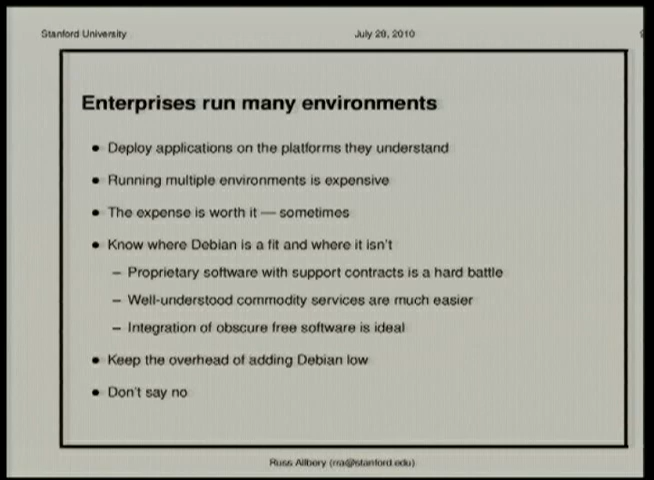 Stanford University
July 28, 2010
9
Enterprises run many environments
• Deploy applications on the platforms they understand
• Running multiple environments is expensive
• The expense is worth it — sometimes
• Know where Debian is a fit and where it isn't
– Proprietary software with support contracts is a hard battle
– Well-understood commodity services are much easier
– Integration of obscure free software is ideal
• Keep the overhead of adding Debian low
• Don't say no
Russ Allbery (rra@stanford.edu)